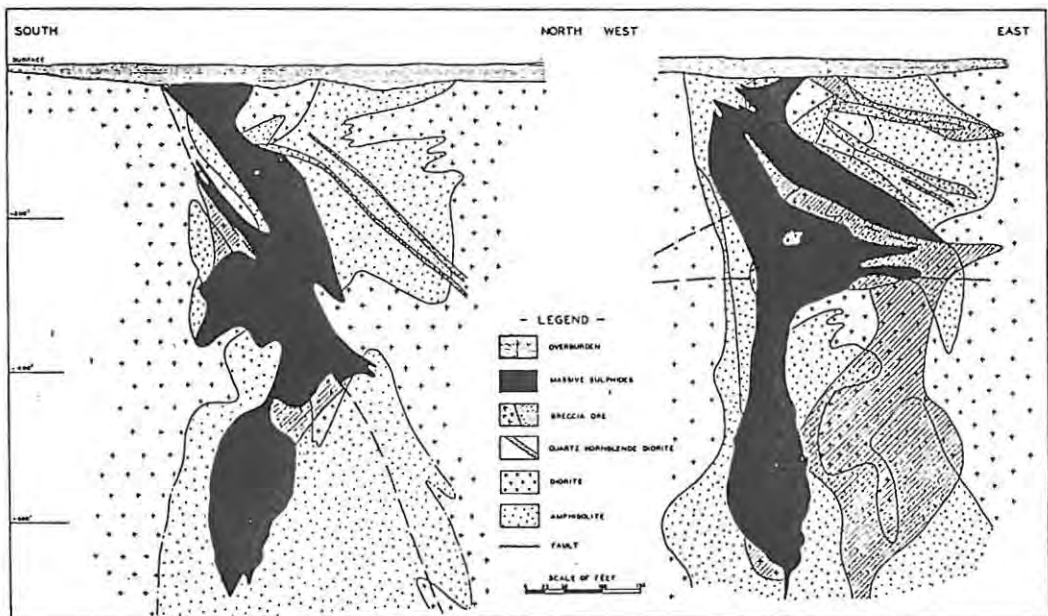 SOUTH
NORTH WEST
EAST
SURFACE
- LEGEND -
OVERBURDEN
MASSIVE SULPHIDES
BRECCIA ORE
QUARTZ HORNBLENDE DIORITE
DIORITE
AMPHIBOLITE
FAULT
SCALE OF FEET